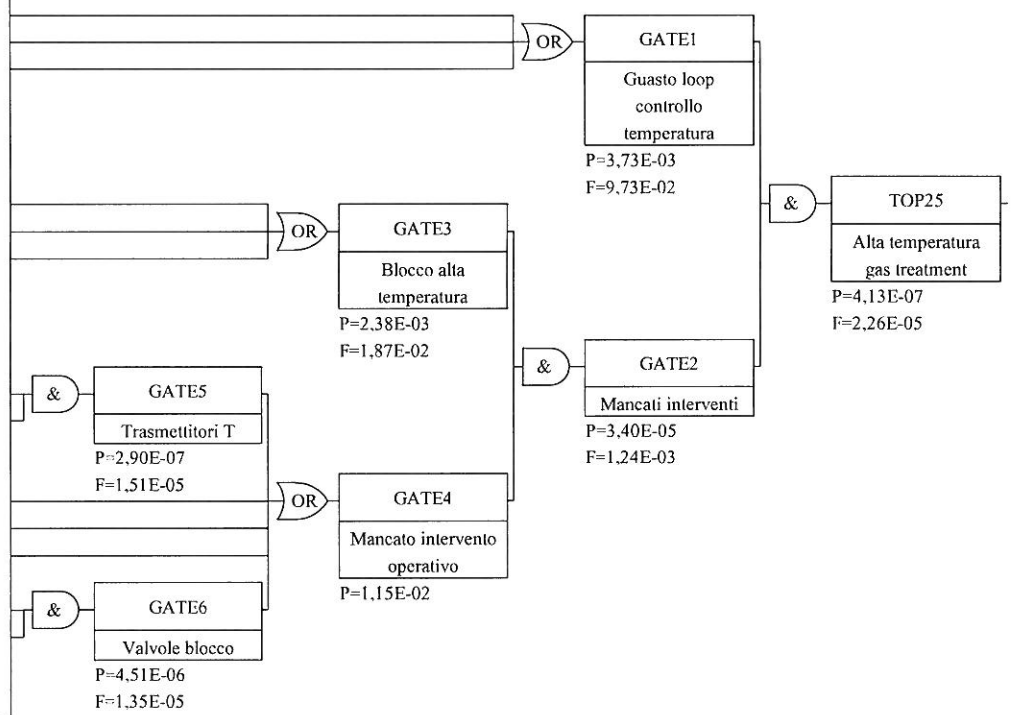 OR
GATE1
Guasto loop
controllo
temperatura
P=3,73E-03
F=9,73E-02
&
TOP25
Alta temperatura
gas treatment
P=4,13E-07
F=2,26E-05
OR
GATE3
Blocco alta
temperatura
P=2,38E-03
F=1,87E-02
&
GATE2
Mancati interventi
P=3,40E-05
F=1,24E-03
&
GATE5
Trasmettitori T
P=2,90E-07
F=1,51E-05
OR
GATE4
Mancato intervento
operativo
P=1,15E-02
&
GATE6
Valvole blocco
P=4,51E-06
F=1,35E-05